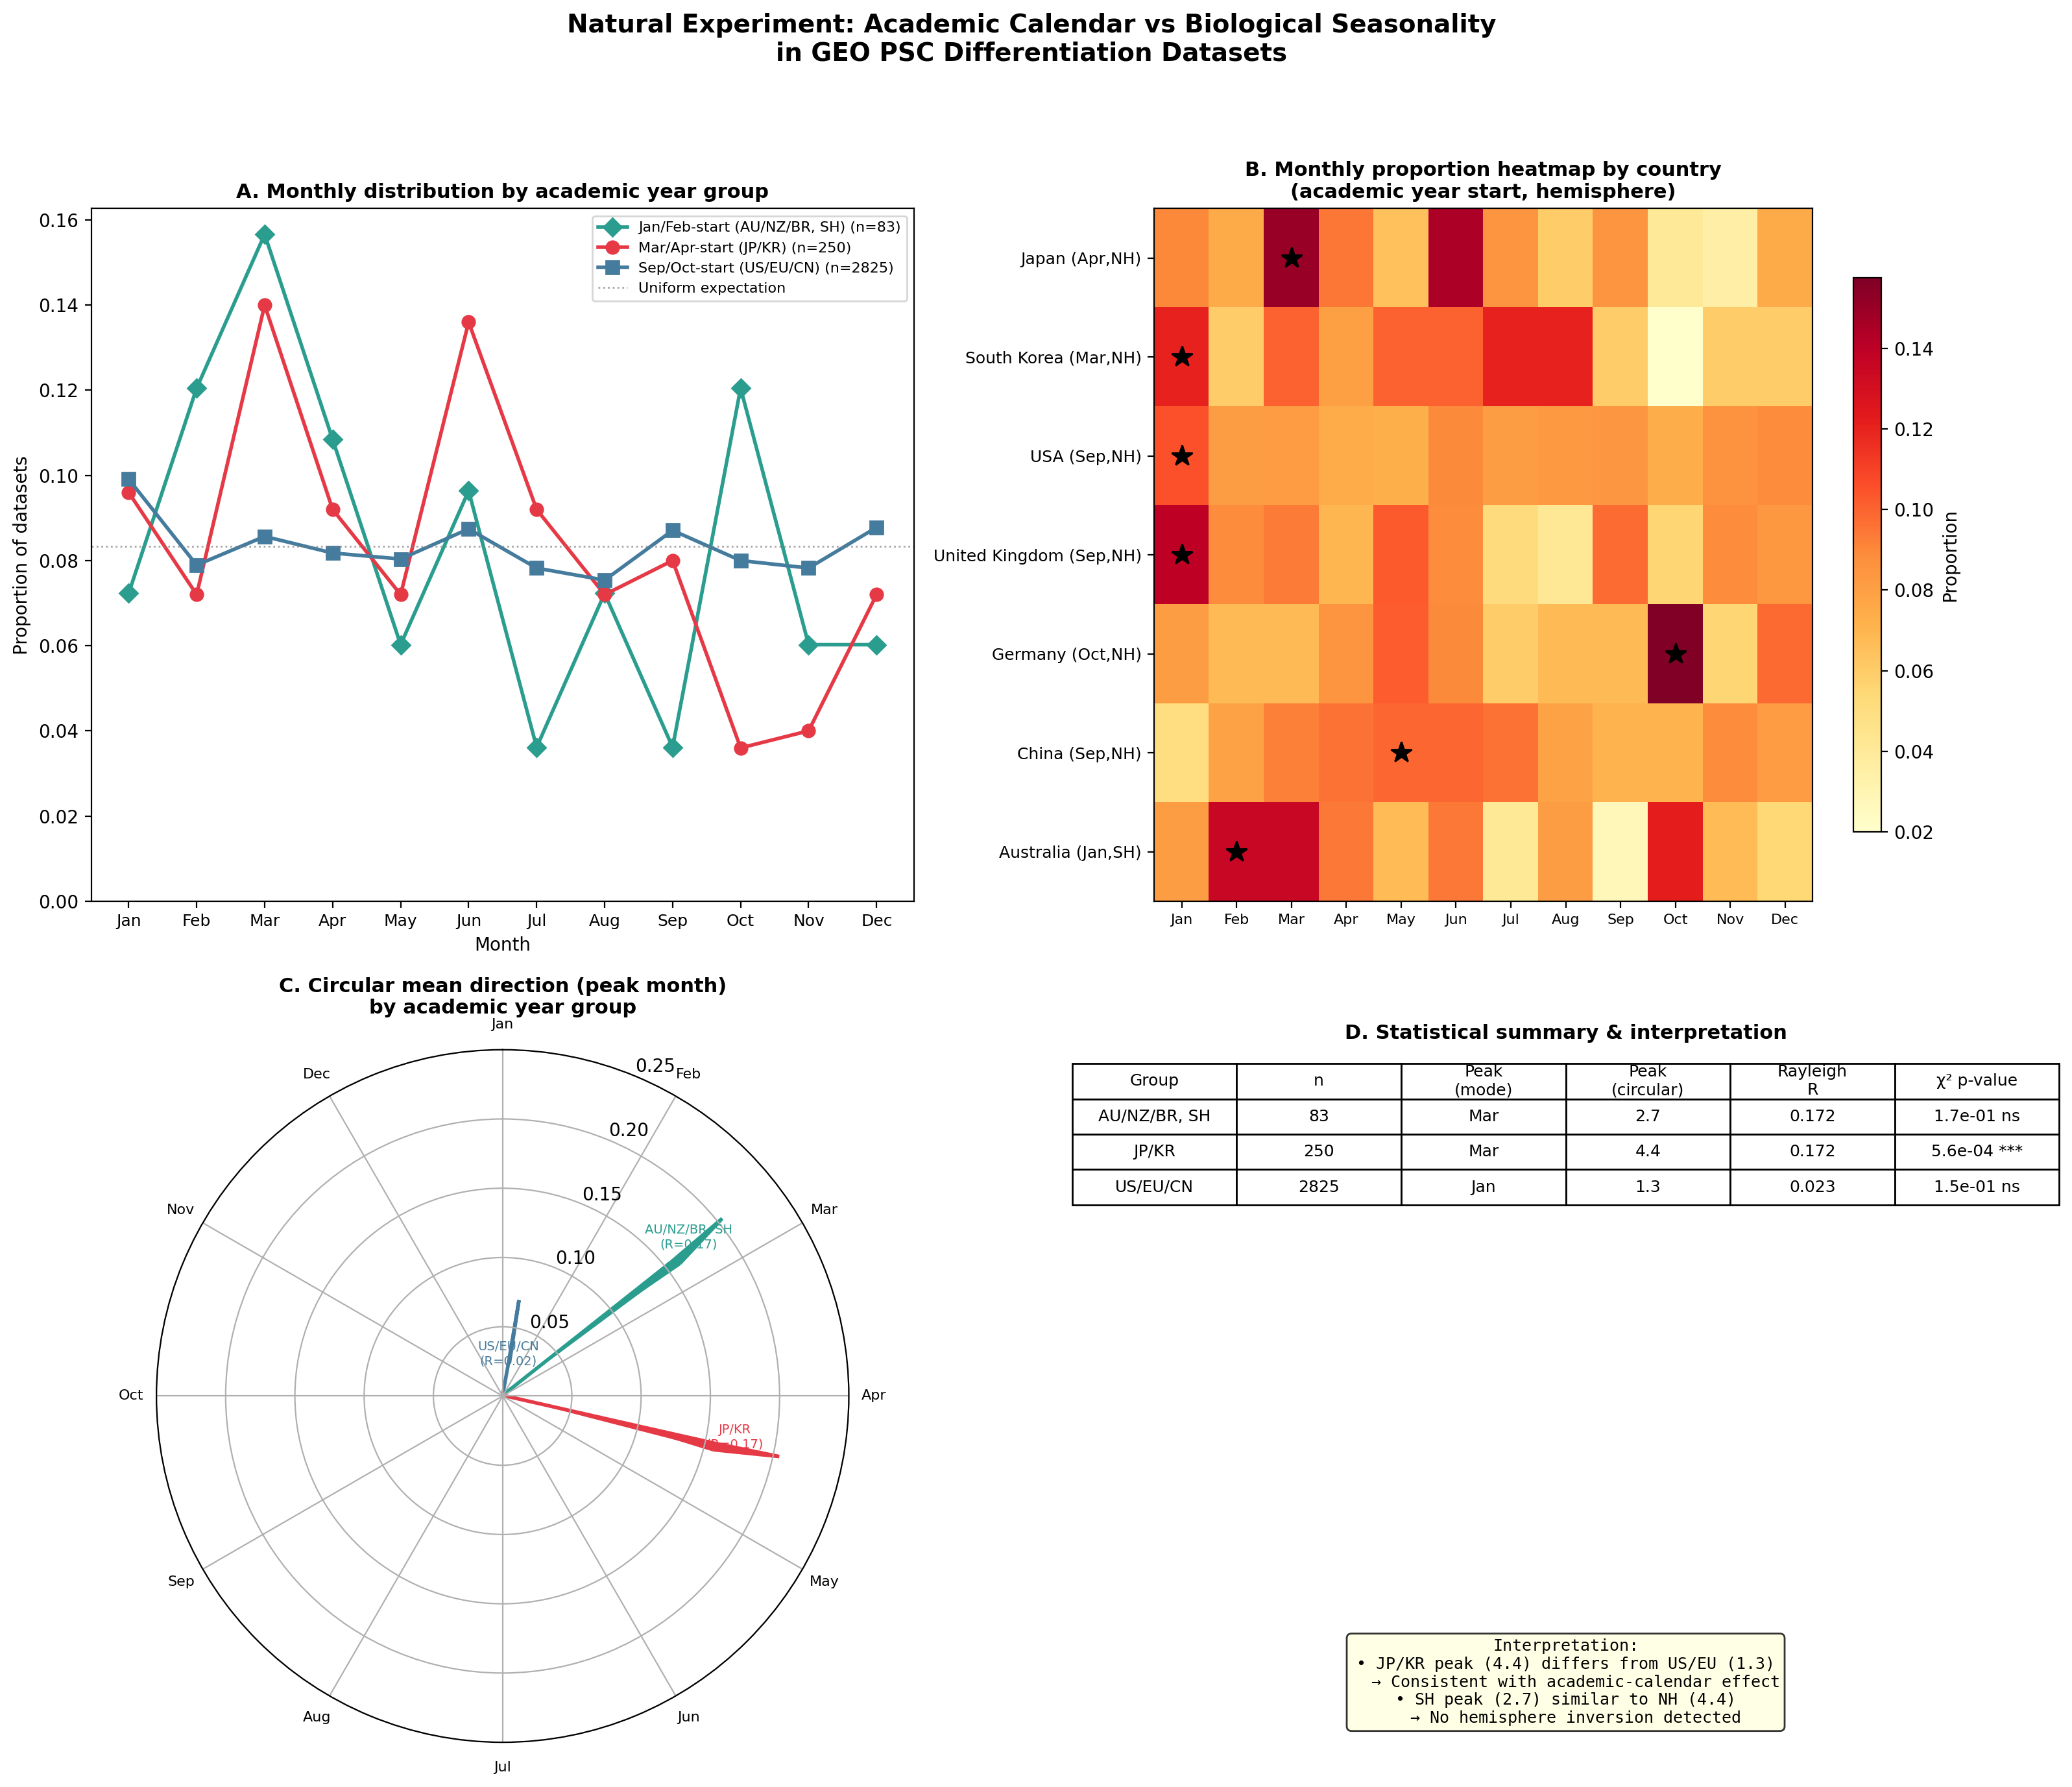 Natural Experiment: Academic Calendar vs Biological Seasonality
in GEO PSC Differentiation Datasets
A. Monthly distribution by academic year group
Proportion of datasets
0.16
0.14
0.12
0.10
0.08
0.06
0.04
0.02
0.00
Jan/Feb-start (AU/NZ/BR, SH) (n=83)
Mar/Apr-start (JP/KR) (n=250)
Sep/Oct-start (US/EU/CN) (n=2825)
Uniform expectation
Jan Feb Mar Apr May Jun Jul Aug Sep Oct Nov Dec
Month
B. Monthly proportion heatmap by country
(academic year start, hemisphere)
Japan (Apr,NH)
South Korea (Mar,NH)
USA (Sep,NH)
United Kingdom (Sep,NH)
Germany (Oct,NH)
China (Sep,NH)
Australia (Jan,SH)
Jan Feb Mar Apr May Jun Jul Aug Sep Oct Nov Dec
0.14
0.12
0.10
0.08
0.06
0.04
0.02
Proportion
C. Circular mean direction (peak month)
by academic year group
Jan
Feb
Mar
Apr
May
Jun
Jul
Aug
Sep
Oct
Nov
Dec
0.25
0.20
0.15
0.10
0.05
AU/NZ/BR, SH
(R=0.17)
US/EU/CN
(R=0.02)
JP/KR
(R=0.17)
D. Statistical summary & interpretation
Group n Peak (mode) Peak (circular) Rayleigh R χ² p-value
AU/NZ/BR, SH 83 Mar 2.7 0.172 1.7e-01 ns
JP/KR 250 Mar 4.4 0.172 5.6e-04 ***
US/EU/CN 2825 Jan 1.3 0.023 1.5e-01 ns
Interpretation:
• JP/KR peak (4.4) differs from US/EU (1.3)
→ Consistent with academic-calendar effect
• SH peak (2.7) similar to NH (4.4)
→ No hemisphere inversion detected